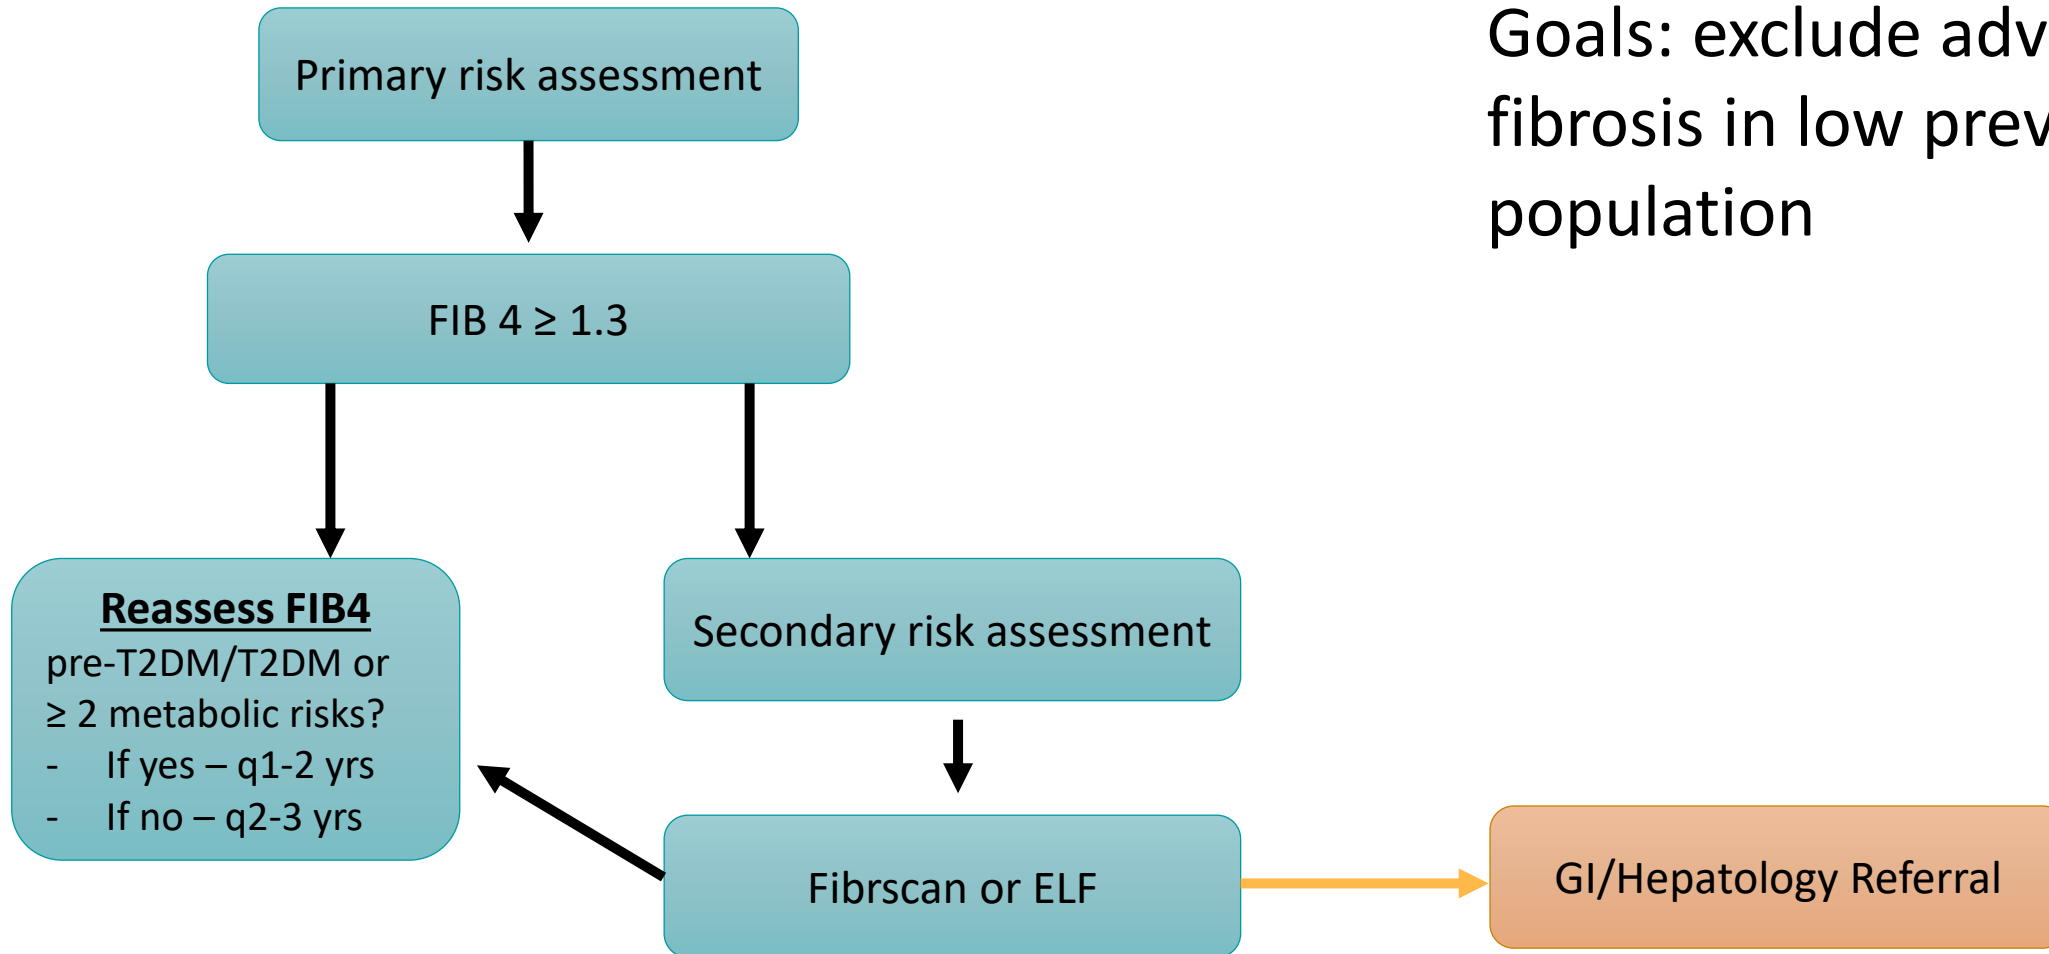 Primary risk assessment
Goals: exclude adv
fibrosis in low prev
population
FIB 4 ≥ 1.3
Reassess FIB4
pre-T2DM/T2DM or
≥ 2 metabolic risks?
- If yes – q1-2 yrs
- If no – q2-3 yrs
Secondary risk assessment
Fibrscan or ELF
GI/Hepatology Referral